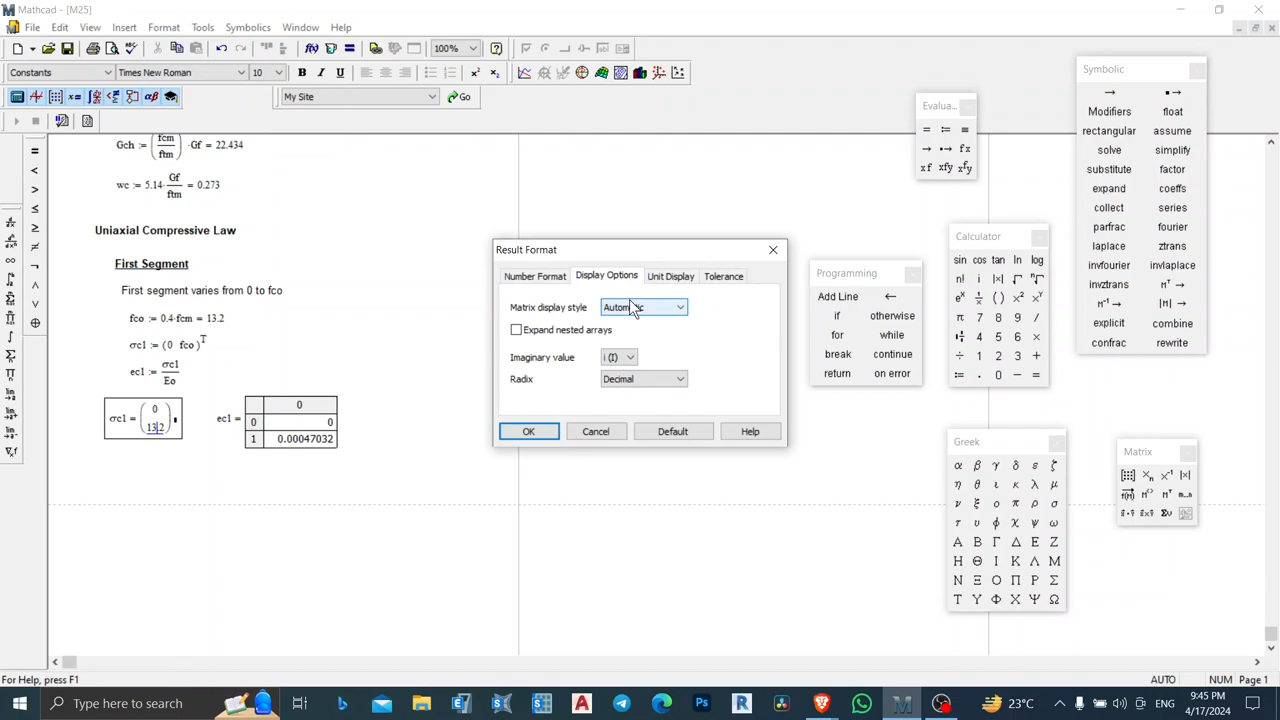 Mathcad - [M25]
File Edit View Insert Format Tools Symbolics Window Help
100%
Constants Times New Roman 10 B I U
My Site Go
Gch := (fcm / ftm) · Gf = 22.434
wc := 5.14 · Gf / ftm = 0.273
Uniaxial Compressive Law
First Segment
First segment varies from 0 to fco
fco := 0.4·fcm = 13.2
σc1 := (0 fco)T
ec1 := σc1 / Eo
σc1 = (0 13.2)
ec1 =
0
0 0
1 0.00047032
Result Format
Number Format Display Options Unit Display Tolerance
Matrix display style Automatic
Expand nested arrays
Imaginary value i (I)
Radix Decimal
OK Cancel Default Help
Evalua...
= := ≡
→ •→ f x
x f x f y
Programming
Add Line ←
if otherwise
for while
break continue
return on error
Calculator
sin cos tan ln log
n! i |×| √ ⁿ√
eˣ 1/x ( ) x² xʸ
π 7 8 9 /
4 5 6 ×
÷ 1 2 3 +
:= . 0 − =
Greek
α β γ δ ε ζ
η θ ι κ λ μ
ν ξ ο π ρ σ
τ υ φ χ ψ ω
Α Β Γ Δ Ε Ζ
Η Θ Ι Κ Λ Μ
Ν Ξ Ο Π Ρ Σ
Τ Υ Φ Χ Ψ Ω
Symbolic
→ •→
Modifiers float
rectangular assume
solve simplify
substitute factor
expand coeffs
collect series
parfrac fourier
laplace ztrans
invfourier invlaplace
invztrans Mᵀ→
M⁻¹→ |M|→
explicit combine
confrac rewrite
Matrix
For Help, press F1
AUTO NUM Page 1
Type here to search
23°C
ENG
9:45 PM
4/17/2024